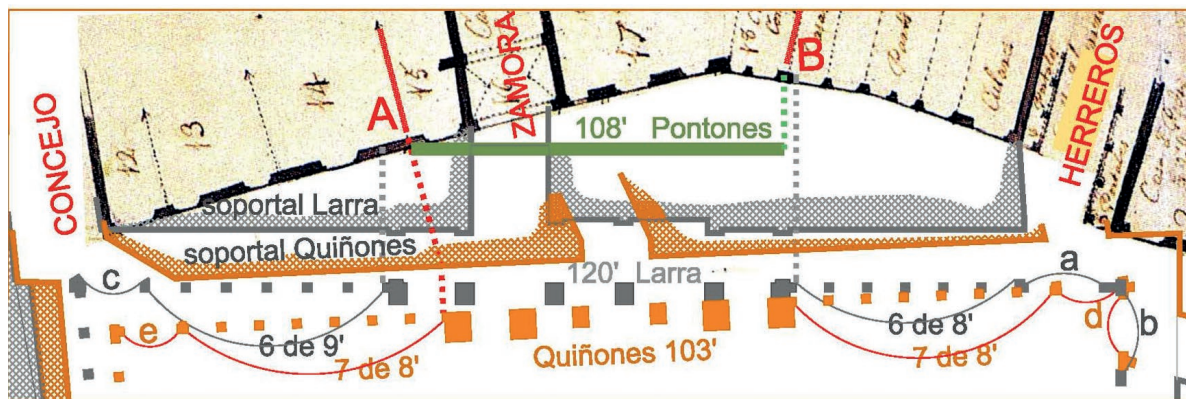 CONCEJO
12.
13
14
A
15
ZAMORA
17
B
HERREROS
108' Pontones
soportal Larra
soportal Quiñones
120' Larra
c
a
b
d
e
6 de 9'
7 de 8'
Quiñones 103'
6 de 8'
7 de 8'